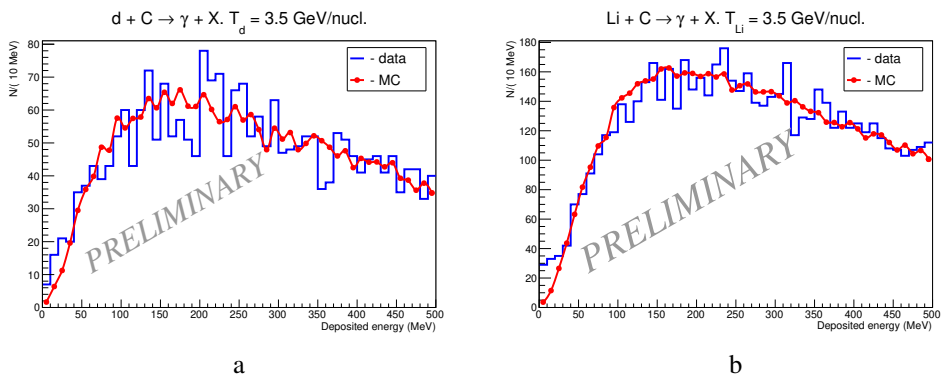 d + C → γ + X. T_d = 3.5 GeV/nucl.
N/( 10 MeV)
80
70
60
50
40
30
20
10
0
- data
- MC
PRELIMINARY
0 50 100 150 200 250 300 350 400 450 500
Deposited energy (MeV)
a
Li + C → γ + X. T_Li = 3.5 GeV/nucl.
N/( 10 MeV)
180
160
140
120
100
80
60
40
20
0
- data
- MC
PRELIMINARY
0 50 100 150 200 250 300 350 400 450 500
Deposited energy (MeV)
b